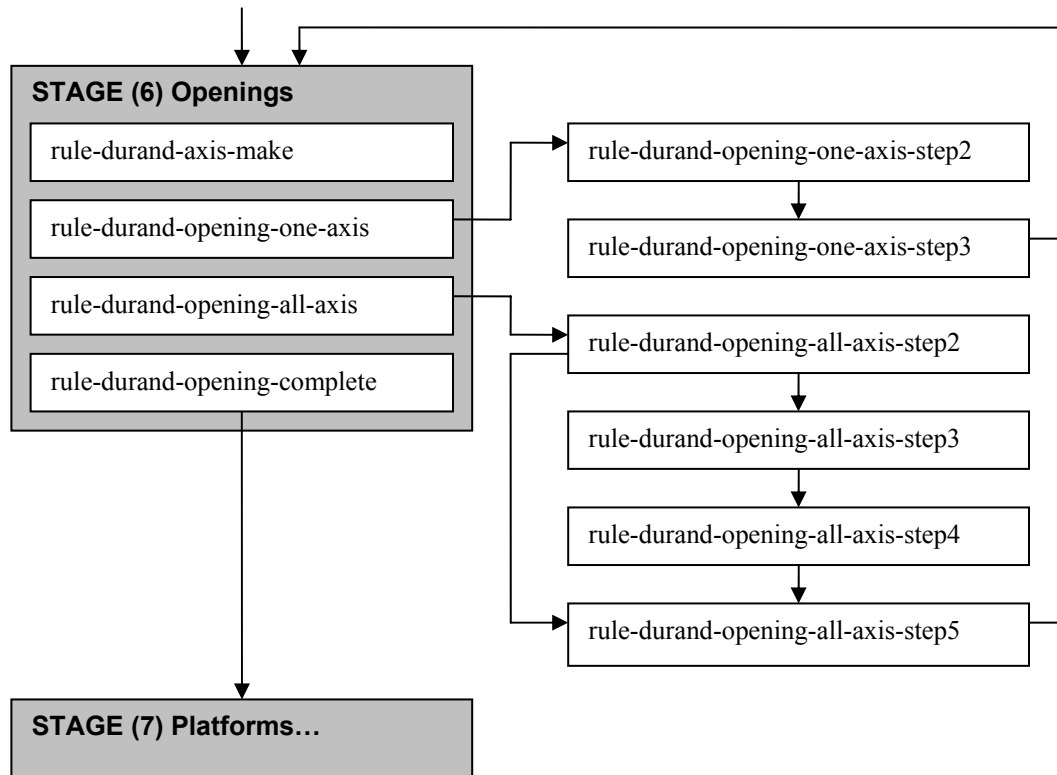 STAGE (6) Openings
rule-durand-axis-make
rule-durand-opening-one-axis
rule-durand-opening-all-axis
rule-durand-opening-complete
rule-durand-opening-one-axis-step2
rule-durand-opening-one-axis-step3
rule-durand-opening-all-axis-step2
rule-durand-opening-all-axis-step3
rule-durand-opening-all-axis-step4
rule-durand-opening-all-axis-step5
STAGE (7) Platforms…